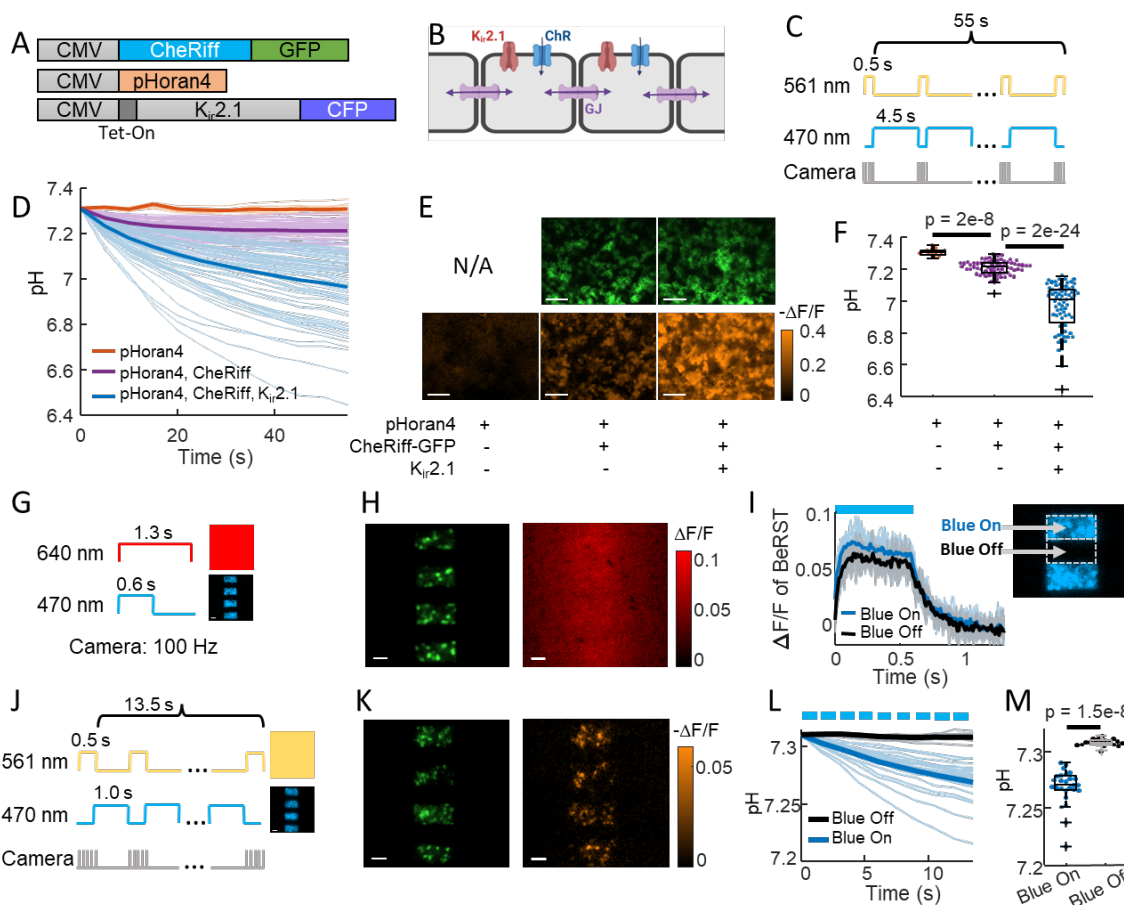 A
CMV CheRiff GFP
CMV pHoran4
CMV Kir2.1 CFP
Tet-On
B
Kir2.1 ChR
GJ
C
55 s
0.5 s
561 nm
...
4.5 s
470 nm
...
Camera
...
D
7.4
7.2
7
6.8
6.6
6.4
pH
0 20 40
Time (s)
pHoran4
pHoran4, CheRiff
pHoran4, CheRiff, Kir2.1
E
N/A
-ΔF/F
0.4
0.2
0
pHoran4 + + +
CheRiff-GFP - + +
Kir2.1 - - +
F
p = 2e-8 p = 2e-24
7.4
7.2
7
6.8
6.6
6.4
pH
+ + +
- + +
- - +
G
1.3 s
640 nm
0.6 s
470 nm
Camera: 100 Hz
H
ΔF/F
0.1
0.05
0
I
0.1
0.05
0
ΔF/F of BeRST
Blue On
Blue Off
0 0.5 1
Time (s)
Blue On
Blue Off
J
13.5 s
0.5 s
561 nm
...
1.0 s
470 nm
...
Camera
...
K
-ΔF/F
0.05
0
L
7.3
7.25
7.2
pH
Blue Off
Blue On
0 5 10
Time (s)
M
p = 1.5e-8
7.3
7.25
7.2
pH
Blue On
Blue Off